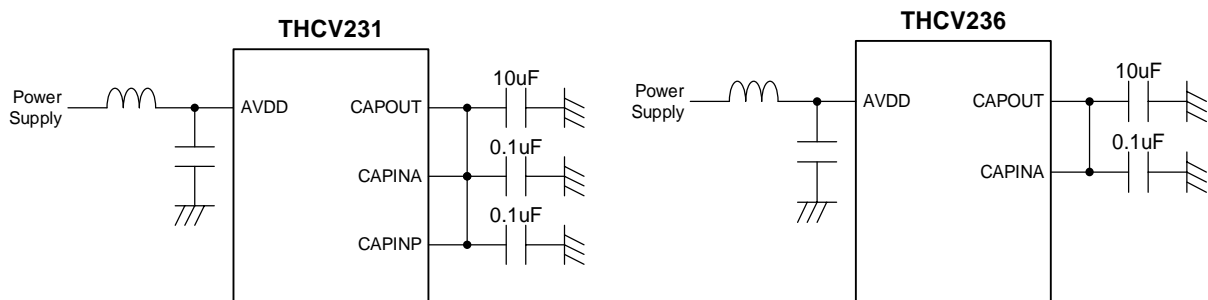 THCV231
Power
Supply
AVDD
CAPOUT
10uF
CAPINA
0.1uF
CAPINP
0.1uF
THCV236
Power
Supply
AVDD
CAPOUT
10uF
CAPINA
0.1uF